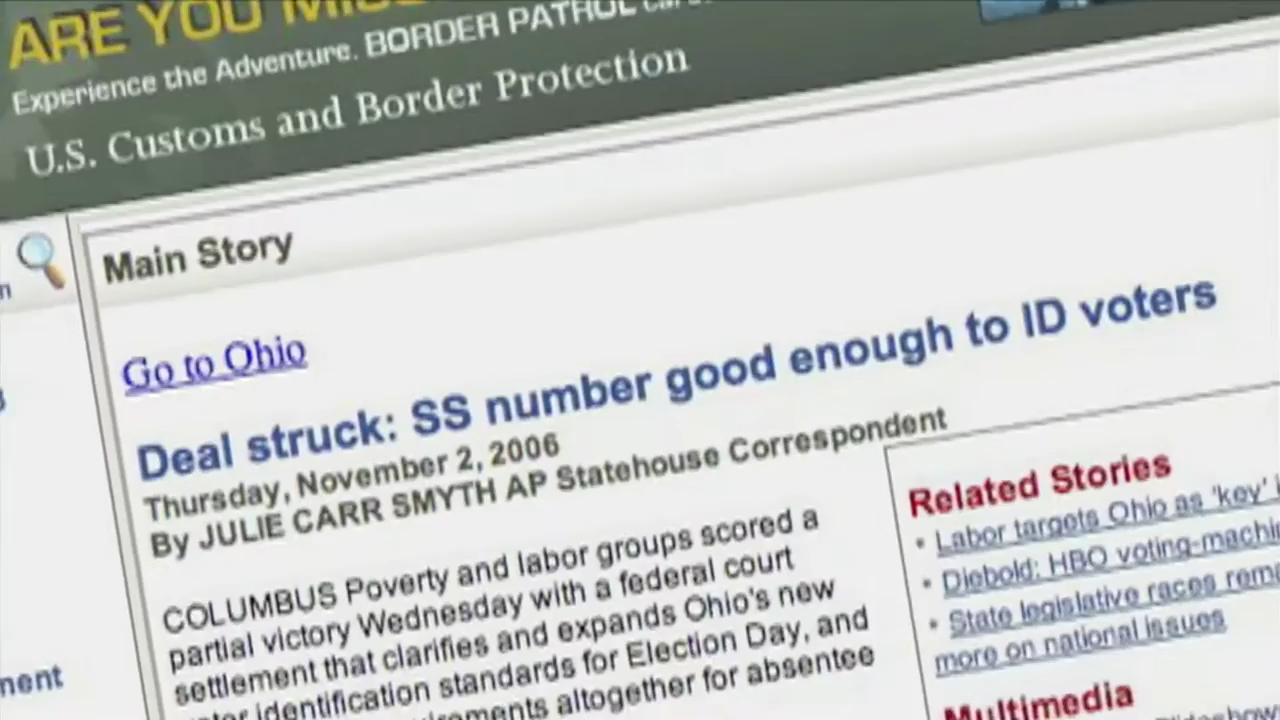 ARE YOU
Experience the Adventure. BORDER PATROL
U.S. Customs and Border Protection
Main Story
Go to Ohio
Deal struck: SS number good enough to ID voters
Thursday, November 2, 2006
By JULIE CARR SMYTH AP Statehouse Correspondent
COLUMBUS Poverty and labor groups scored a
partial victory Wednesday with a federal court
settlement that clarifies and expands Ohio's new
identification standards for Election Day, and
altogether for absentee
Related Stories
• Labor targets Ohio as 'key'
• Diebold: HBO
• State legislative races
more on national issues
Multimedia